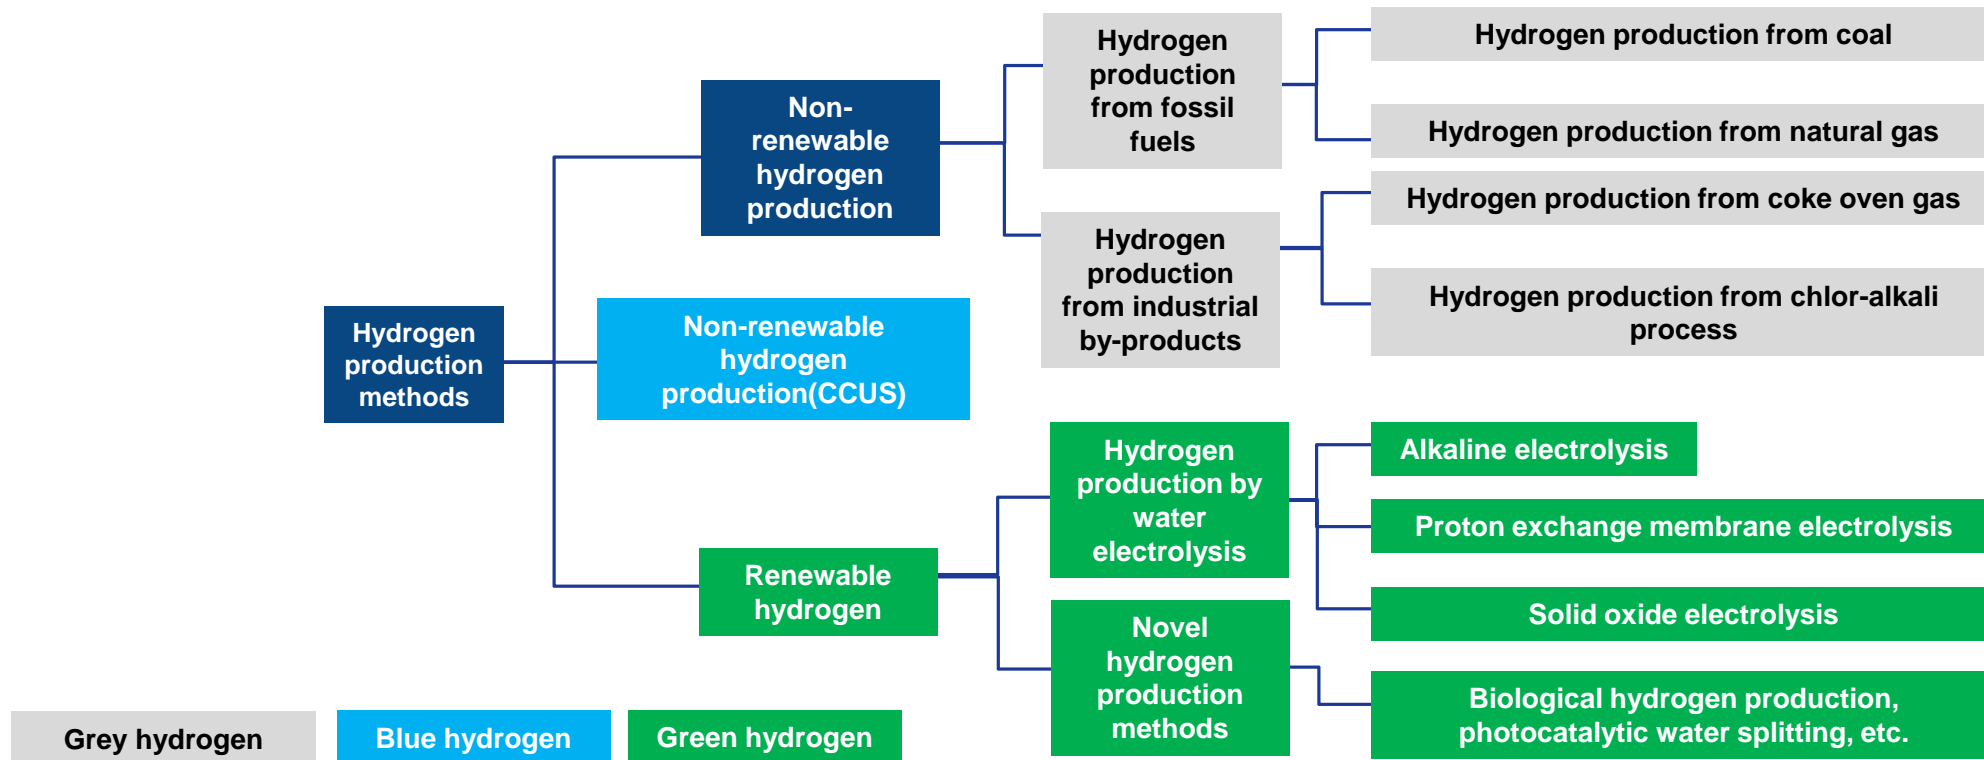 Hydrogen
production
methods
Non-
renewable
hydrogen
production
Non-renewable
hydrogen
production(CCUS)
Renewable
hydrogen
Hydrogen
production
from fossil
fuels
Hydrogen
production
from industrial
by-products
Hydrogen
production by
water
electrolysis
Novel
hydrogen
production
methods
Hydrogen production from coal
Hydrogen production from natural gas
Hydrogen production from coke oven gas
Hydrogen production from chlor-alkali
process
Alkaline electrolysis
Proton exchange membrane electrolysis
Solid oxide electrolysis
Biological hydrogen production,
photocatalytic water splitting, etc.
Grey hydrogen
Blue hydrogen
Green hydrogen